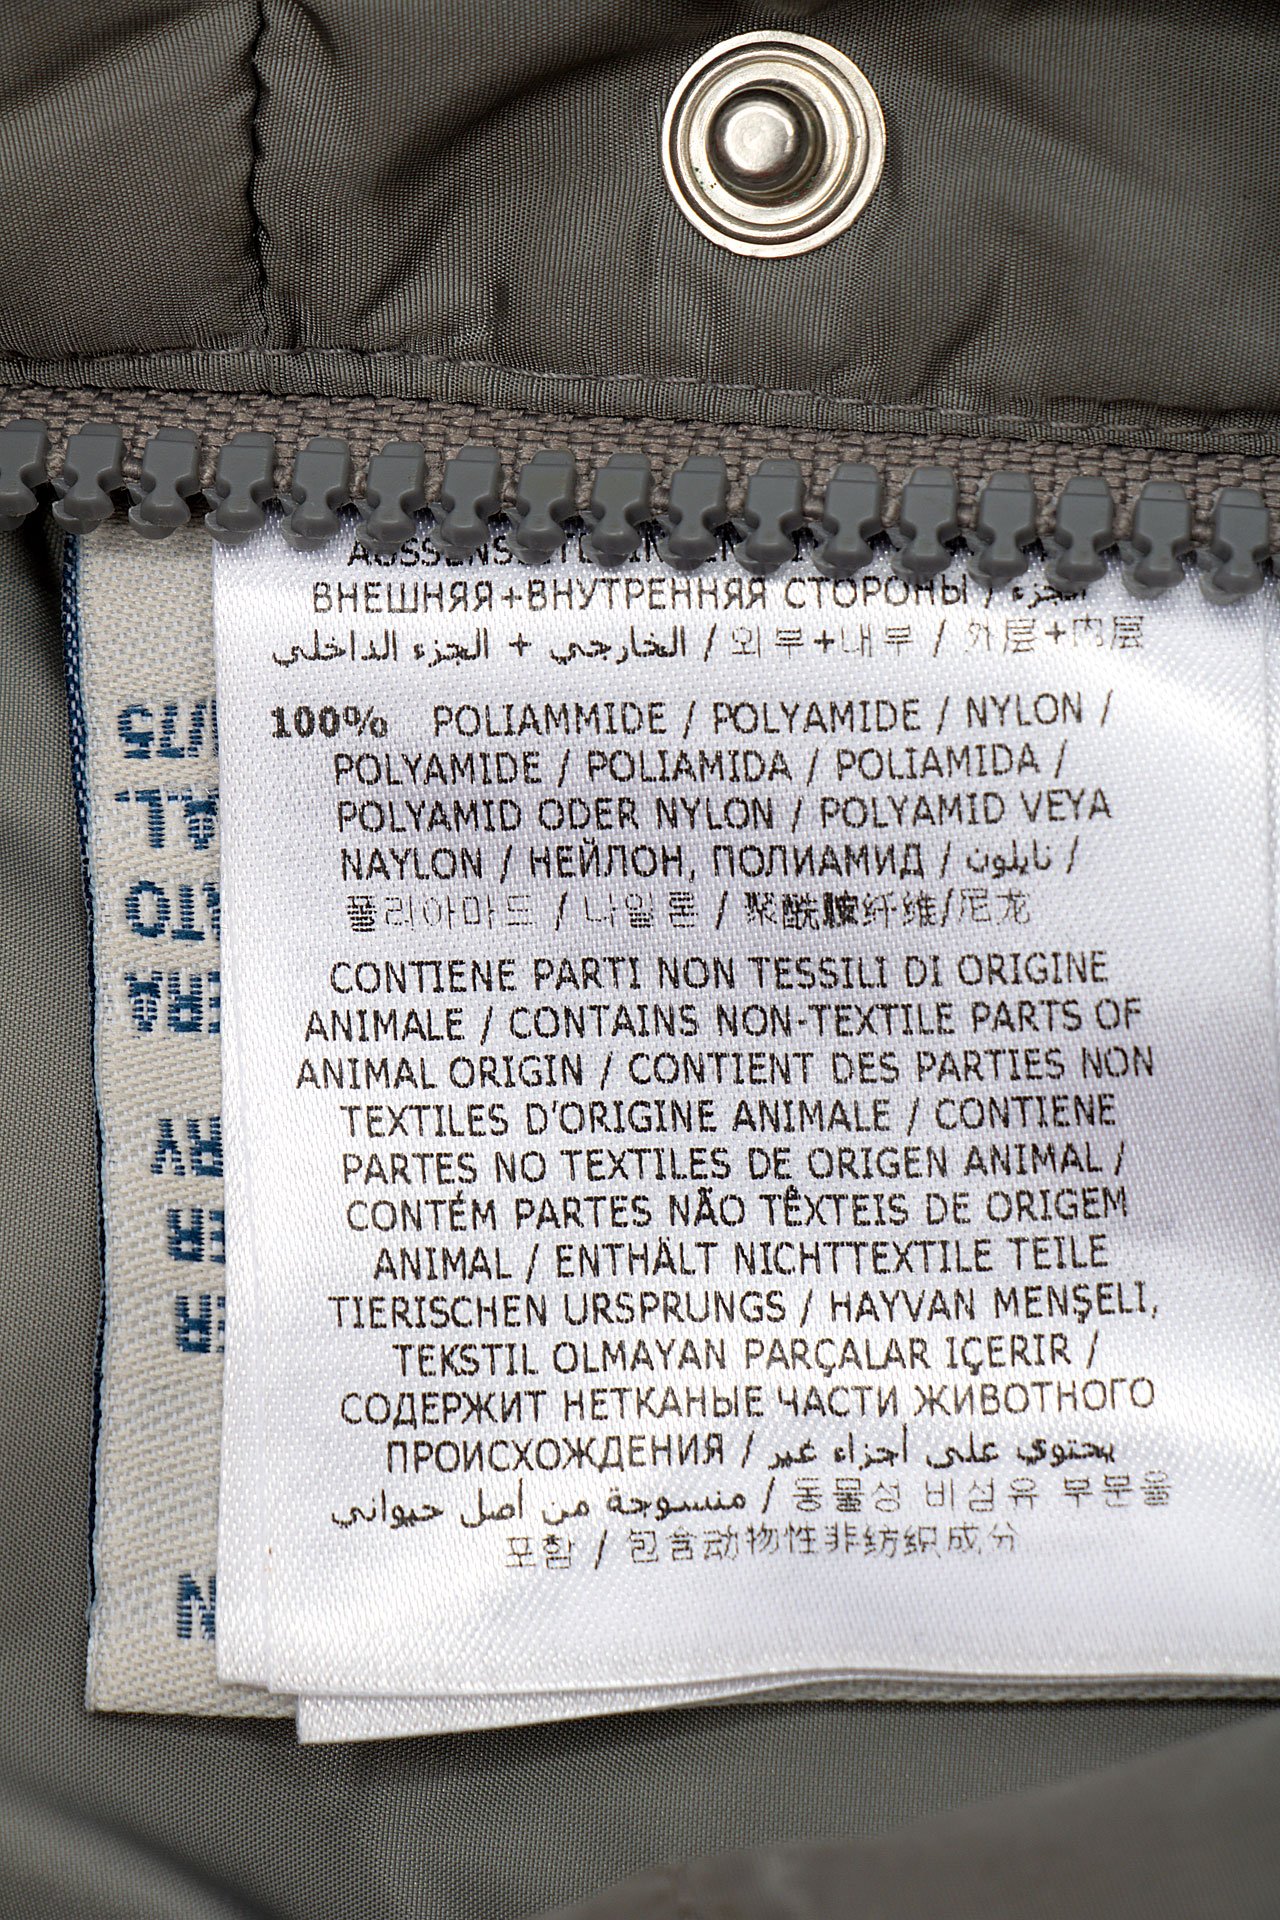 ВНЕШНЯЯ+ВНУТРЕННЯЯ СТОРОНЫ / الجزء
الخارجي + الجزء الداخلي / 외부+내부 / 外层+内层
100% POLIAMMIDE / POLYAMIDE / NYLON /
POLYAMIDE / POLIAMIDA / POLIAMIDA /
POLYAMID ODER NYLON / POLYAMID VEYA
NAYLON / НЕЙЛОН, ПОЛИАМИД / نايلون /
폴리아마드 / 나일론 / 聚酰胺纤维/尼龙
CONTIENE PARTI NON TESSILI DI ORIGINE
ANIMALE / CONTAINS NON-TEXTILE PARTS OF
ANIMAL ORIGIN / CONTIENT DES PARTIES NON
TEXTILES D'ORIGINE ANIMALE / CONTIENE
PARTES NO TEXTILES DE ORIGEN ANIMAL /
CONTÉM PARTES NÃO TÊXTEIS DE ORIGEM
ANIMAL / ENTHÄLT NICHTTEXTILE TEILE
TIERISCHEN URSPRUNGS / HAYVAN MENŞELI,
TEKSTIL OLMAYAN PARÇALAR IÇERIR /
СОДЕРЖИТ НЕТКАНЫЕ ЧАСТИ ЖИВОТНОГО
ПРОИСХОЖДЕНИЯ / يحتوي على أجزاء غير
منسوجة من أصل حيواني / 동물성 비섬유 부분을
포함 / 包含动物性非纺织成分